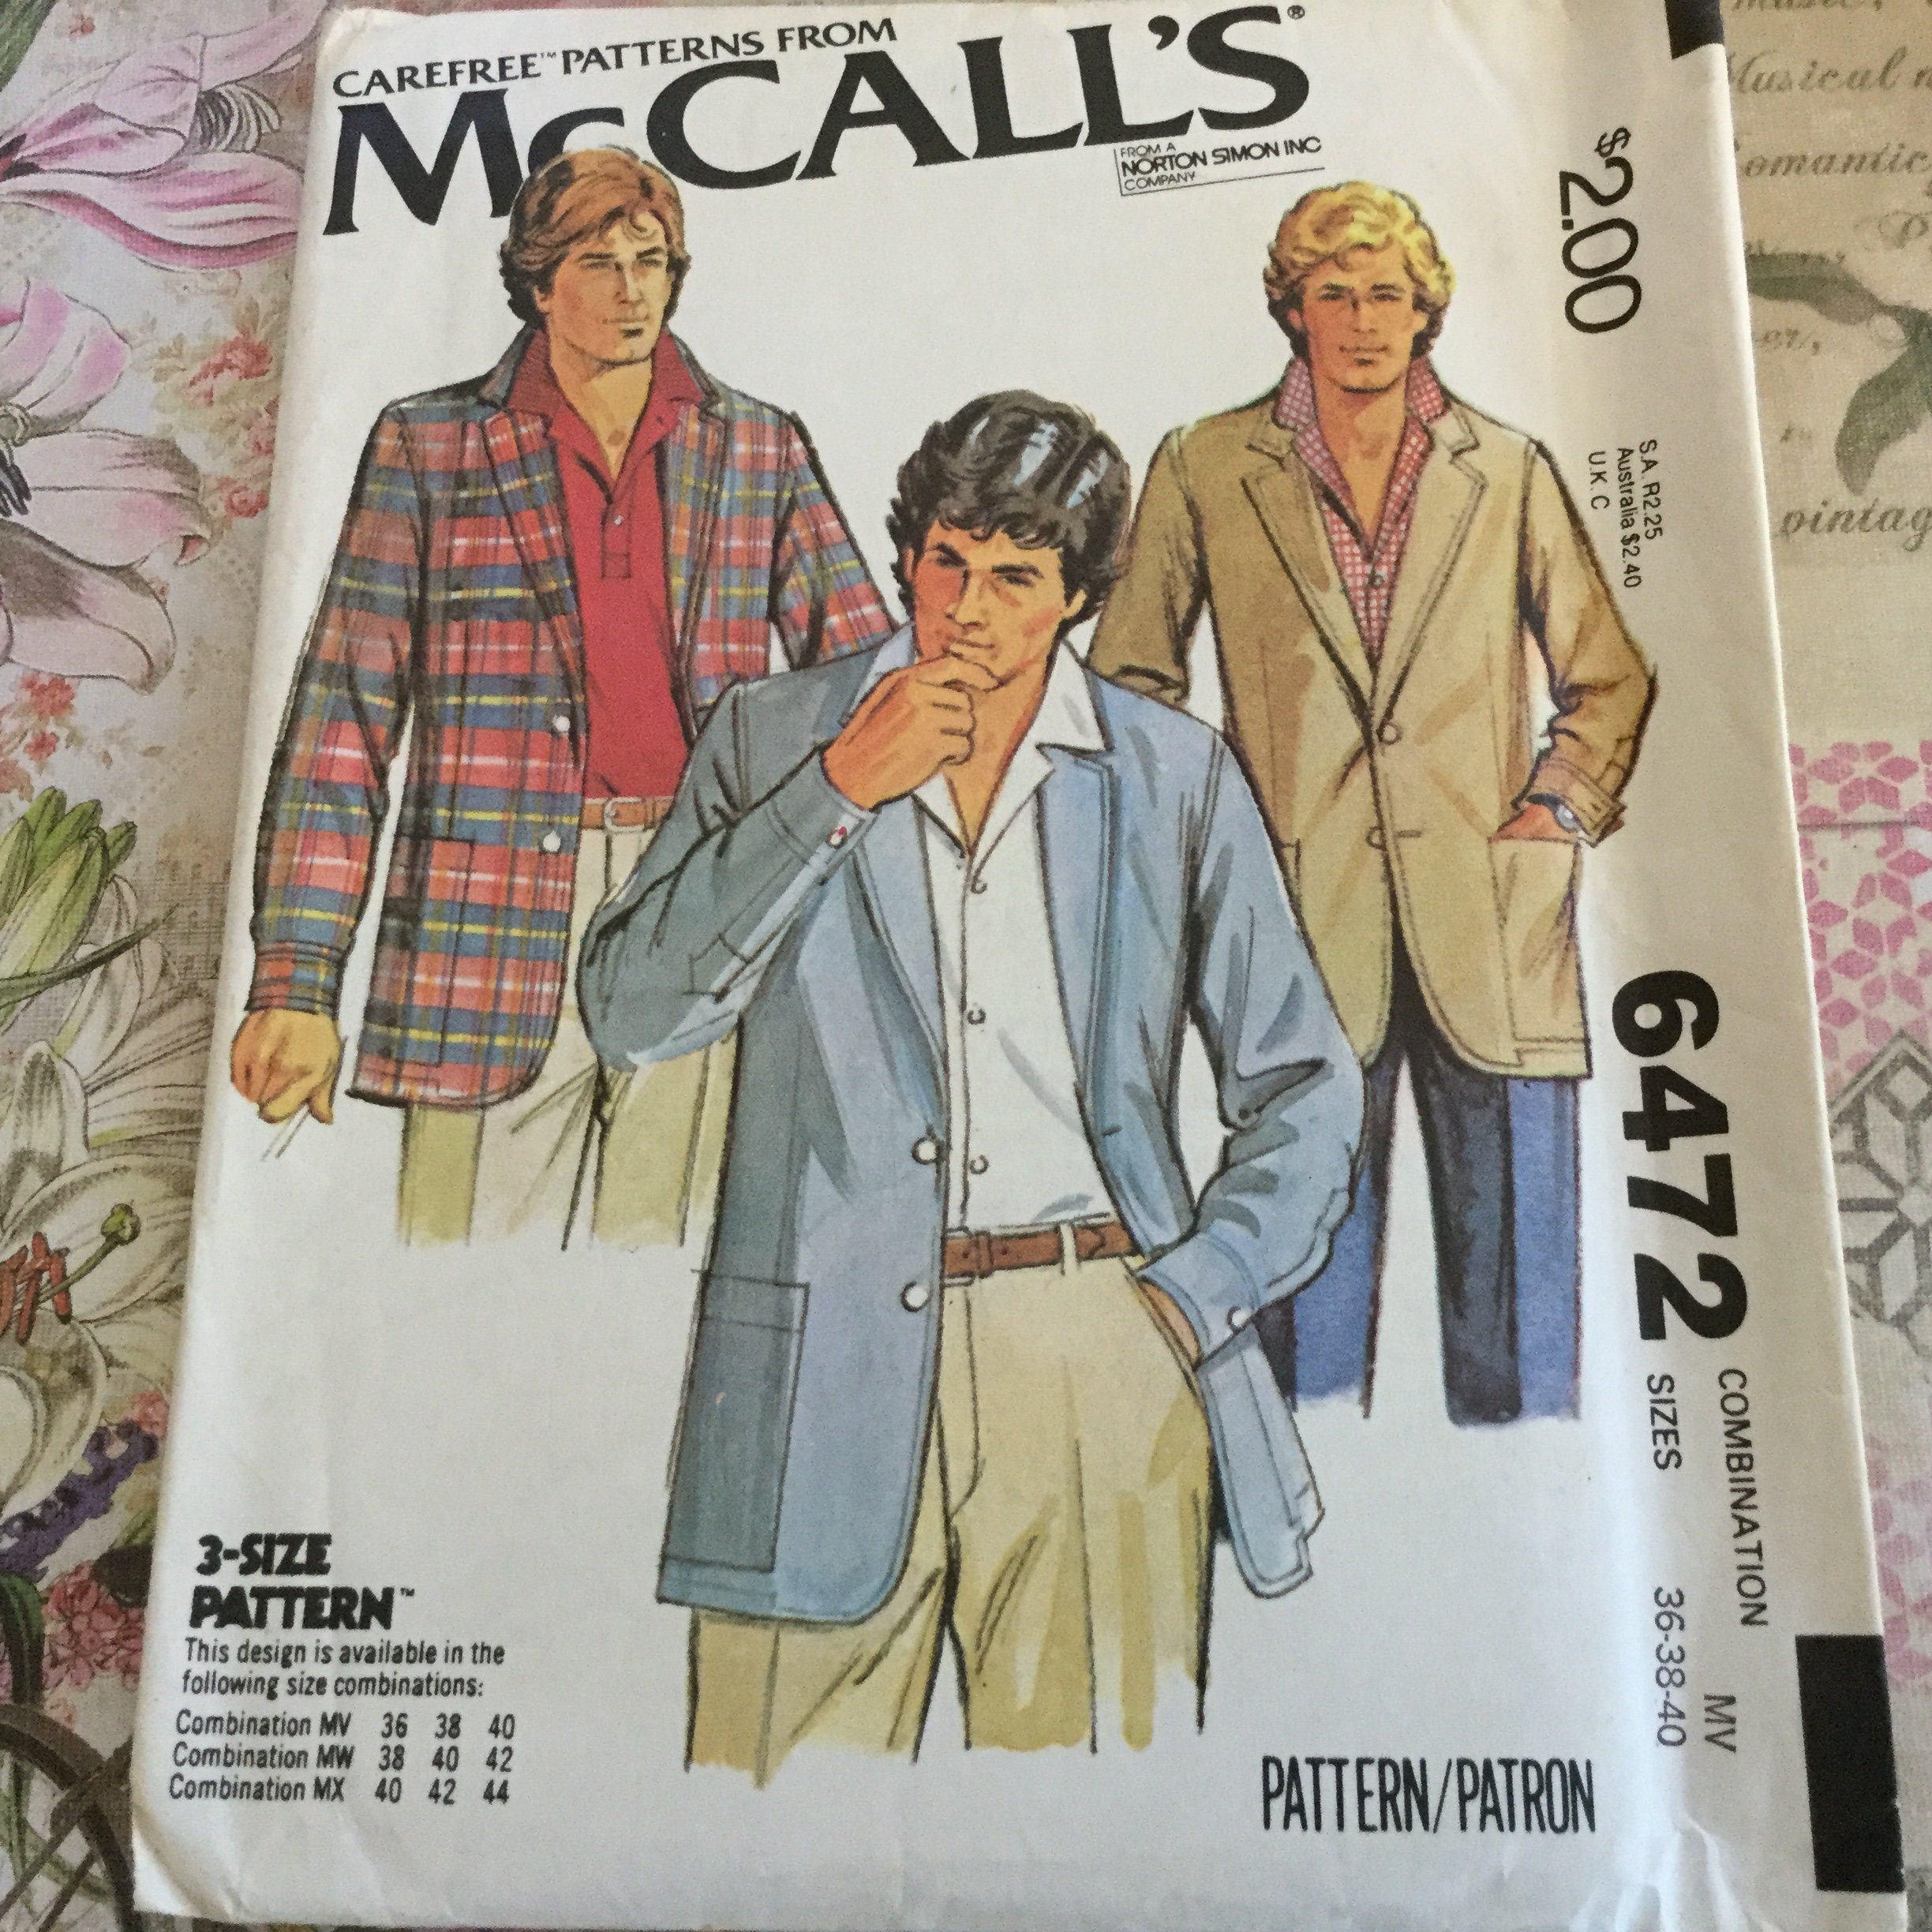 CAREFREE™ PATTERNS FROM
McCALL'S®
FROM A
NORTON SIMON INC
COMPANY
$2.00
S.A. R2.25
Australia $2.40
U.K. C
6472
COMBINATION MV
SIZES 36-38-40
3-SIZE
PATTERN™
This design is available in the
following size combinations:
Combination MV 36 38 40
Combination MW 38 40 42
Combination MX 40 42 44
PATTERN/PATRON
music,
Musical